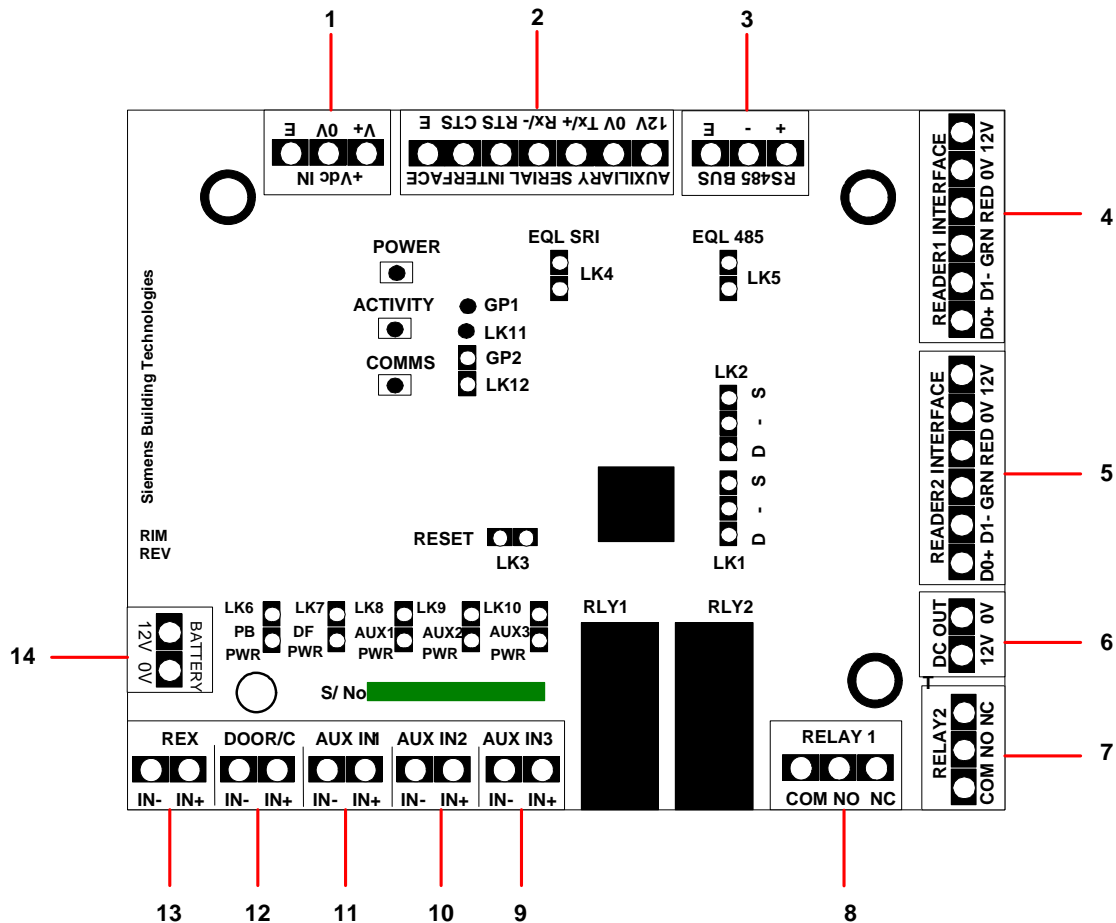 1
2
3
E 0V V+
+Vdc IN
12V 0V Tx/+ Rx/- RTS CTS E
AUXILIARY SERIAL INTERFACE
E - +
RS485 BUS
READER1 INTERFACE
D0+ D1- GRN RED 0V 12V
4
POWER
ACTIVITY
COMMS
GP1
LK11
GP2
LK12
EQL SRI
LK4
EQL 485
LK5
LK2
S
-
D
S
-
D
LK1
READER2 INTERFACE
D0+ D1- GRN RED 0V 12V
5
Siemens Building Technologies
RIM
REV
RESET
LK3
LK6
PB
PWR
LK7
DF
PWR
LK8
AUX1
PWR
LK9
AUX2
PWR
LK10
AUX3
PWR
RLY1
RLY2
DC OUT
12V 0V
6
14
BATTERY
12V 0V
S/ No
T
RELAY2
COM NO NC
7
REX
IN- IN+
DOOR/C
IN- IN+
AUX IN1
IN- IN+
AUX IN2
IN- IN+
AUX IN3
IN- IN+
RELAY 1
COM NO NC
13
12
11
10
9
8